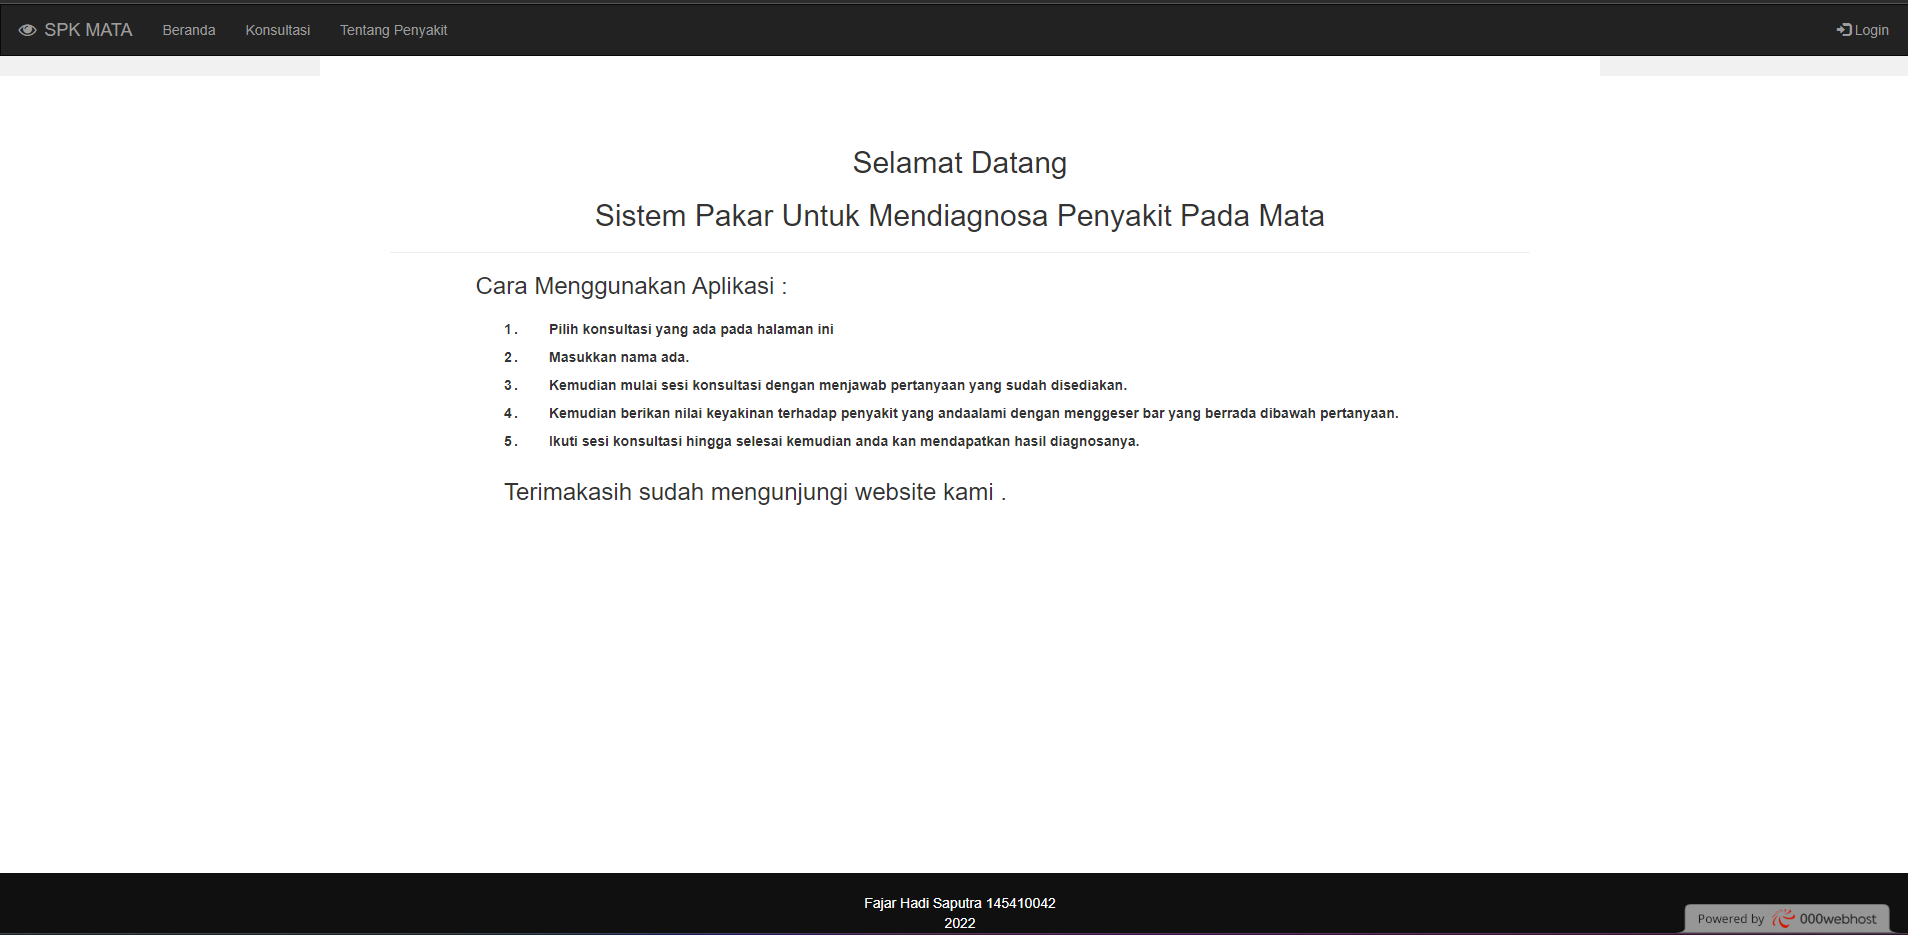 SPK MATA Beranda Konsultasi Tentang Penyakit Login
Selamat Datang
Sistem Pakar Untuk Mendiagnosa Penyakit Pada Mata
Cara Menggunakan Aplikasi :
1. Pilih konsultasi yang ada pada halaman ini
2. Masukkan nama ada.
3. Kemudian mulai sesi konsultasi dengan menjawab pertanyaan yang sudah disediakan.
4. Kemudian berikan nilai keyakinan terhadap penyakit yang andaalami dengan menggeser bar yang berrada dibawah pertanyaan.
5. Ikuti sesi konsultasi hingga selesai kemudian anda kan mendapatkan hasil diagnosanya.
Terimakasih sudah mengunjungi website kami .
Fajar Hadi Saputra 145410042
2022
Powered by 000webhost